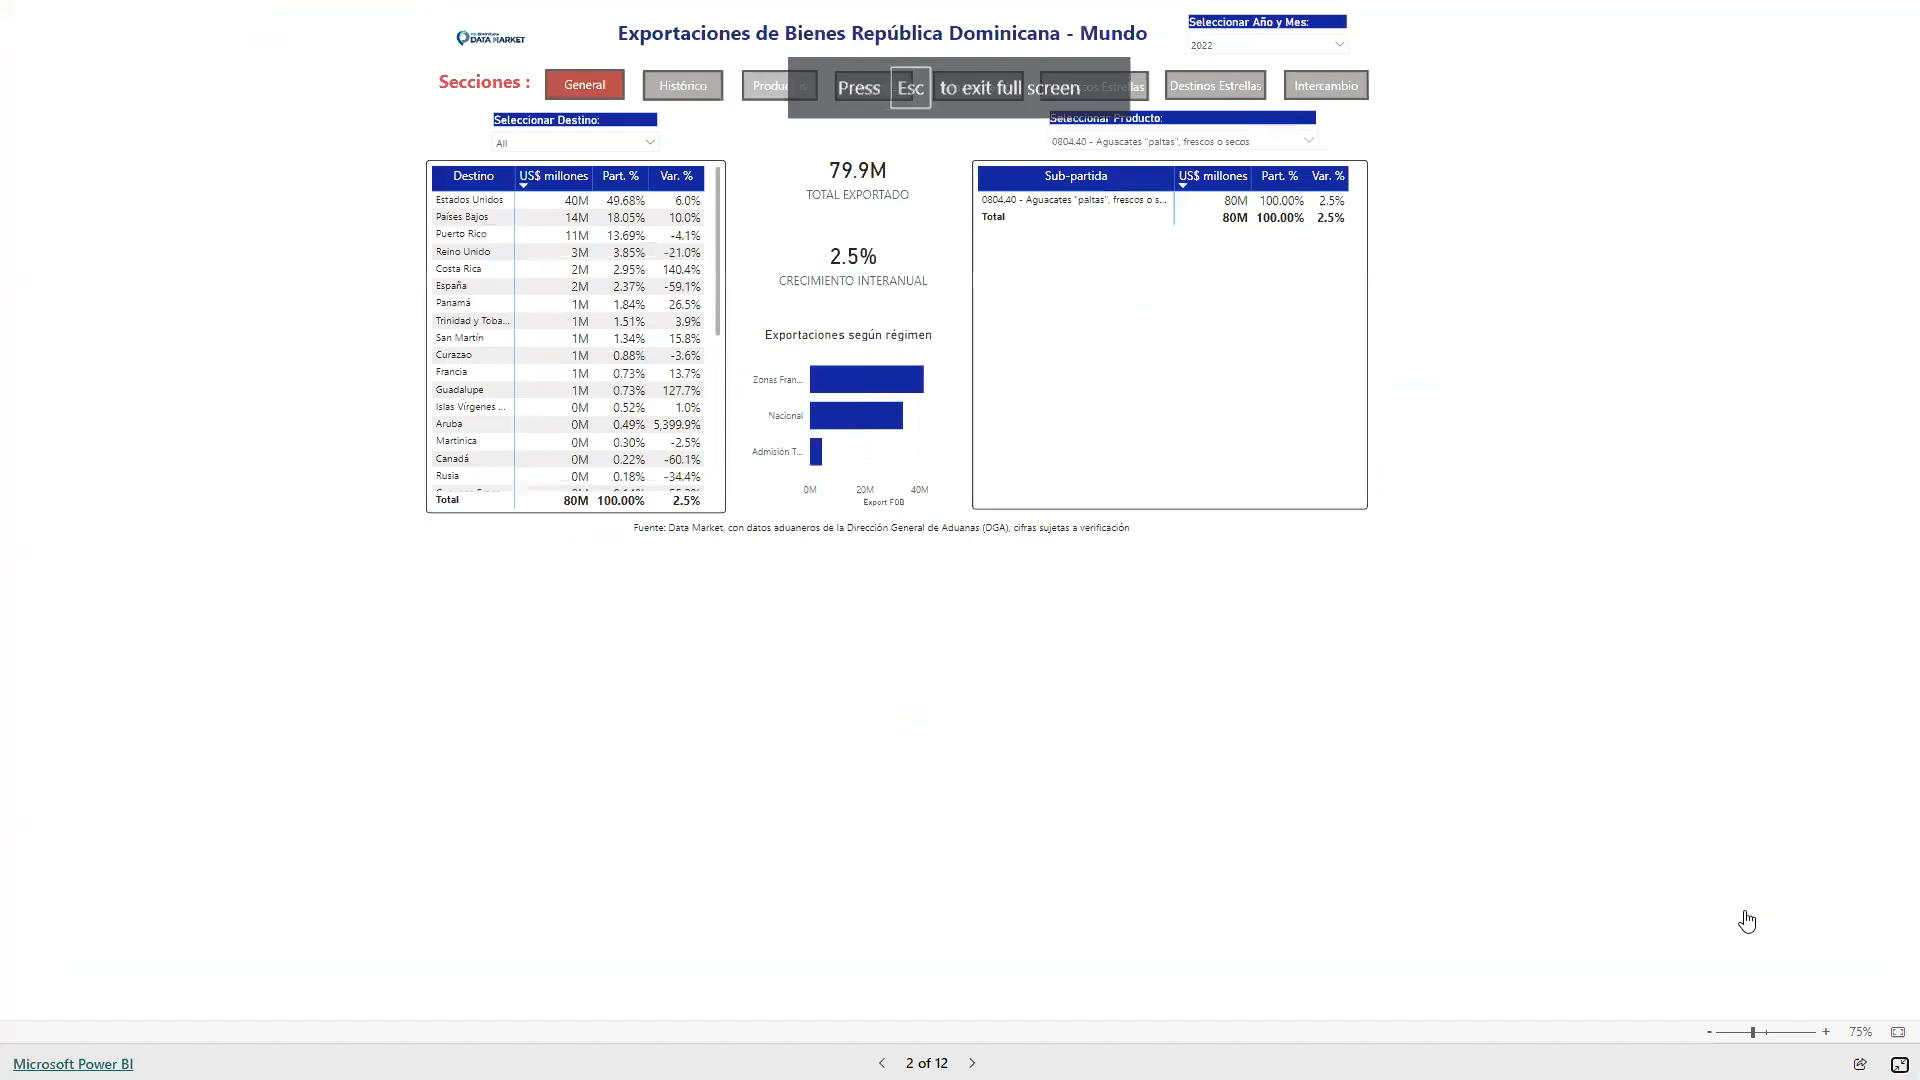 DATA MARKET
Exportaciones de Bienes República Dominicana - Mundo
Seleccionar Año y Mes:
2022
Secciones :
General
Histórico
Produ
Press Esc to exit full screen
Destinos Estrellas
Intercambio
Seleccionar Destino:
All
Seleccionar Producto:
0804.40 - Aguacates "paltas", frescos o secos
Destino US$ millones Part. % Var. %
Estados Unidos 40M 49.68% 6.0%
Países Bajos 14M 18.05% 10.0%
Puerto Rico 11M 13.69% -4.1%
Reino Unido 3M 3.85% -21.0%
Costa Rica 2M 2.95% 140.4%
España 2M 2.37% -59.1%
Panamá 1M 1.84% 26.5%
Trinidad y Toba... 1M 1.51% 3.9%
San Martín 1M 1.34% 15.8%
Curazao 1M 0.88% -3.6%
Francia 1M 0.73% 13.7%
Guadalupe 1M 0.73% 127.7%
Islas Vírgenes ... 0M 0.52% 1.0%
Aruba 0M 0.49% 5,399.9%
Martinica 0M 0.30% -2.5%
Canadá 0M 0.22% -60.1%
Rusia 0M 0.18% -34.4%
Total 80M 100.00% 2.5%
79.9M
TOTAL EXPORTADO
2.5%
CRECIMIENTO INTERANUAL
Exportaciones según régimen
Zonas Fran...
Nacional
Admisión T...
0M 20M 40M
Export FOB
Sub-partida US$ millones Part. % Var. %
0804.40 - Aguacates "paltas", frescos o s... 80M 100.00% 2.5%
Total 80M 100.00% 2.5%
Fuente: Data Market, con datos aduaneros de la Dirección General de Aduanas (DGA), cifras sujetas a verificación
- + 75%
Microsoft Power BI
< 2 of 12 >